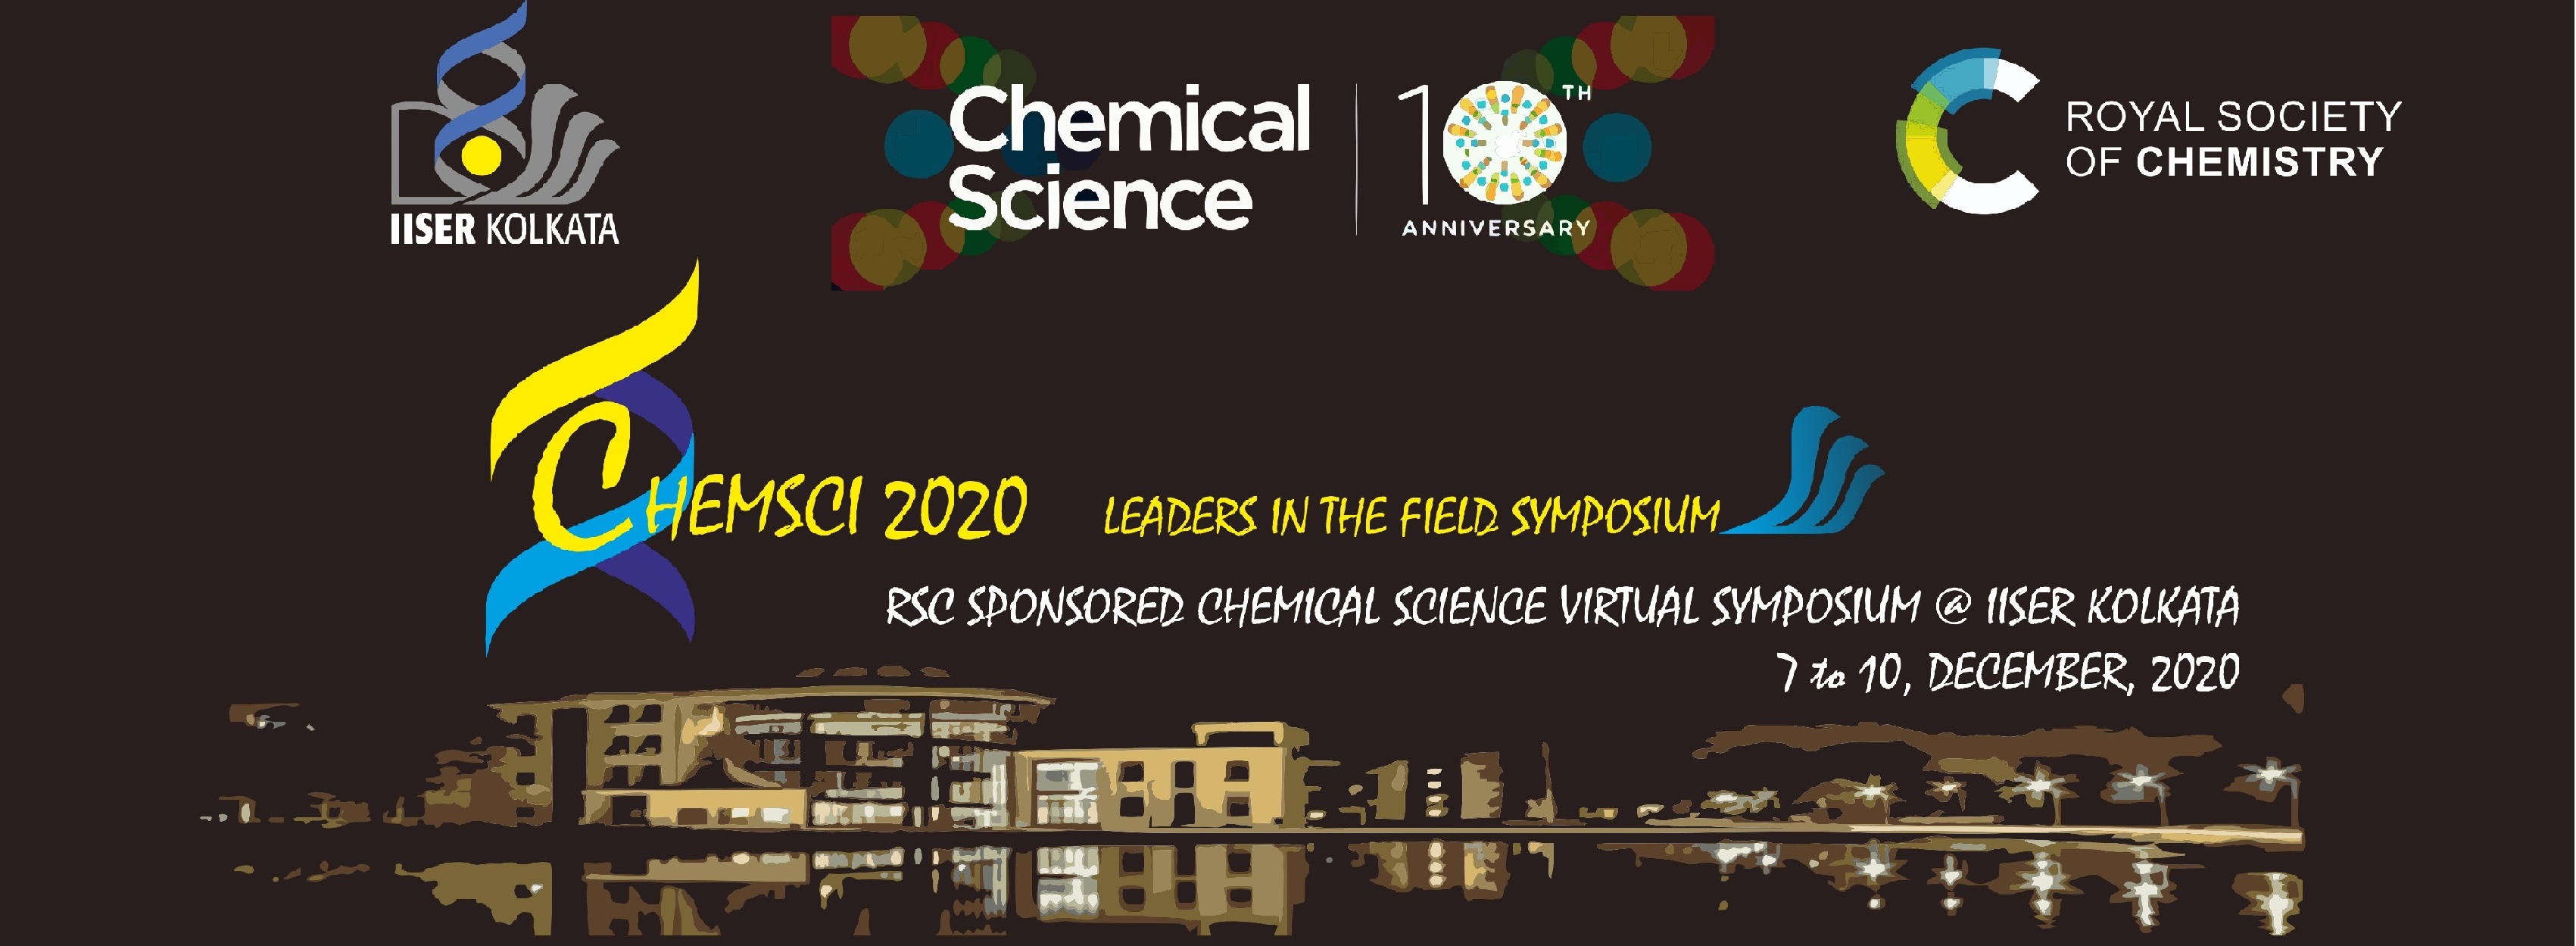 IISER KOLKATA
Chemical
Science
10TH
ANNIVERSARY
ROYAL SOCIETY
OF CHEMISTRY
CHEMSCI 2020 LEADERS IN THE FIELD SYMPOSIUM
RSC SPONSORED CHEMICAL SCIENCE VIRTUAL SYMPOSIUM @ IISER KOLKATA
7 to 10, DECEMBER, 2020